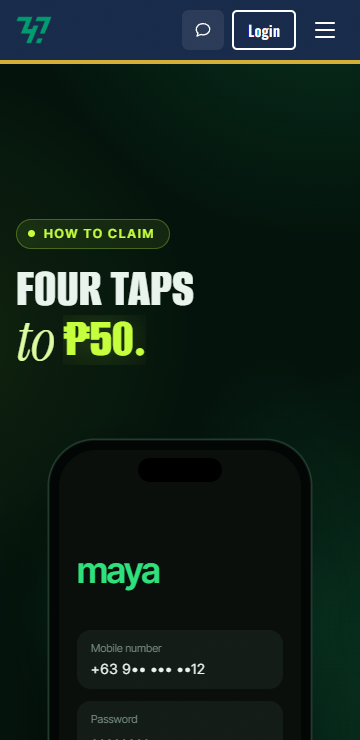 Login
HOW TO CLAIM
FOUR TAPS
to ₱50.
maya
Mobile number
+63 9•• ••• ••12
Password